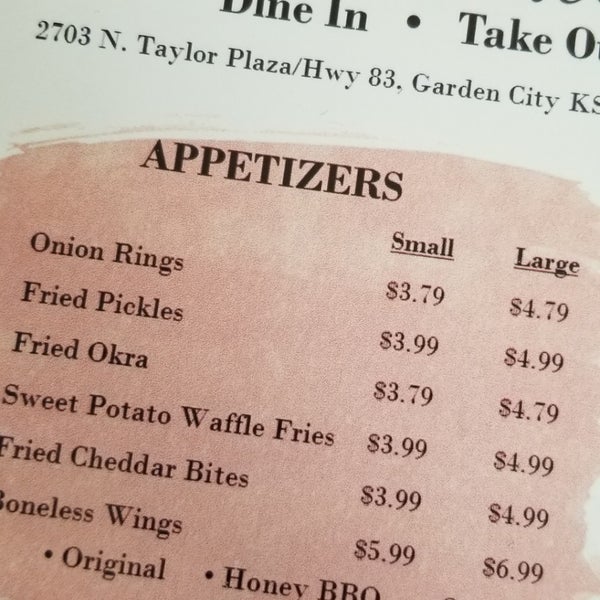 Dine In • Take
2703 N. Taylor Plaza/Hwy 83, Garden City KS
APPETIZERS
Small Large
Onion Rings $3.79 $4.79
Fried Pickles $3.99 $4.99
Fried Okra $3.79 $4.79
Sweet Potato Waffle Fries $3.99 $4.99
Fried Cheddar Bites $3.99 $4.99
Boneless Wings $5.99 $6.99
• Original • Honey BBQ